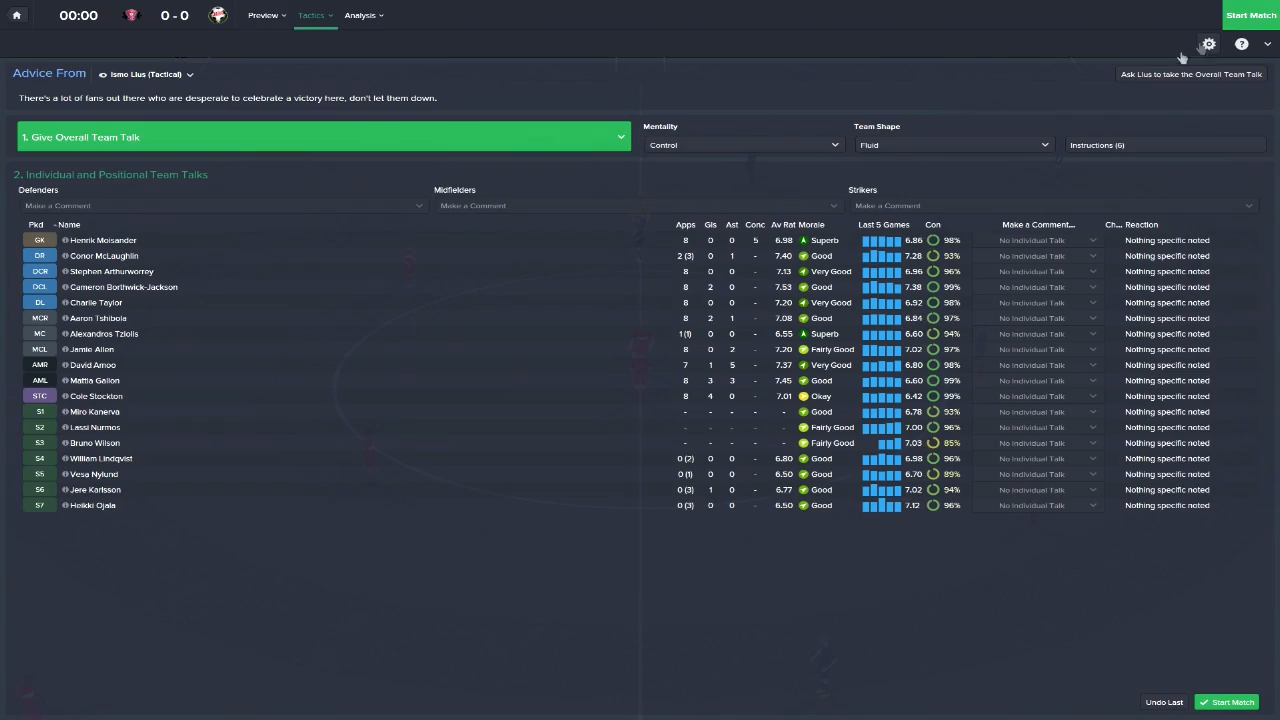 00:00 0 - 0 Preview Tactics Analysis Start Match
Advice From Ismo Lius (Tactical) Ask Lius to take the Overall Team Talk
There's a lot of fans out there who are desperate to celebrate a victory here, don't let them down.
Mentality Team Shape
1. Give Overall Team Talk Control Fluid Instructions (6)
2. Individual and Positional Team Talks
Defenders Midfielders Strikers
Make a Comment Make a Comment Make a Comment
Pkd Name Apps Gls Ast Conc Av Rat Morale Last 5 Games Con Make a Comment... Ch... Reaction
GK Henrik Moisander 8 0 0 5 6.98 Superb 6.86 98% No Individual Talk Nothing specific noted
DR Conor McLaughlin 2 (3) 0 1 - 7.40 Good 7.28 93% No Individual Talk Nothing specific noted
DCR Stephen Arthurworrey 8 0 0 - 7.13 Very Good 6.96 96% No Individual Talk Nothing specific noted
DCL Cameron Borthwick-Jackson 8 2 0 - 7.53 Good 7.38 99% No Individual Talk Nothing specific noted
DL Charlie Taylor 8 0 0 - 7.20 Very Good 6.92 98% No Individual Talk Nothing specific noted
MCR Aaron Tshibola 8 2 1 - 7.08 Good 6.84 97% No Individual Talk Nothing specific noted
MC Alexandros Tziolis 1 (1) 0 0 - 6.55 Superb 6.60 94% No Individual Talk Nothing specific noted
MCL Jamie Allen 8 0 2 - 7.20 Fairly Good 7.02 97% No Individual Talk Nothing specific noted
AMR David Amoo 7 1 5 - 7.37 Very Good 6.80 98% No Individual Talk Nothing specific noted
AML Mattia Gallon 8 3 3 - 7.45 Good 6.60 99% No Individual Talk Nothing specific noted
STC Cole Stockton 8 4 0 - 7.01 Okay 6.42 99% No Individual Talk Nothing specific noted
S1 Miro Kanerva - - - - - Good 6.78 93% No Individual Talk Nothing specific noted
S2 Lassi Nurmos - - - - - Fairly Good 7.00 96% No Individual Talk Nothing specific noted
S3 Bruno Wilson - - - - - Fairly Good 7.03 85% No Individual Talk Nothing specific noted
S4 William Lindqvist 0 (2) 0 0 - 6.80 Good 6.98 96% No Individual Talk Nothing specific noted
S5 Vesa Nylund 0 (1) 0 0 - 6.50 Good 6.70 89% No Individual Talk Nothing specific noted
S6 Jere Karlsson 0 (3) 1 0 - 6.77 Good 7.02 94% No Individual Talk Nothing specific noted
S7 Heikki Ojala 0 (3) 0 0 - 6.50 Good 7.12 96% No Individual Talk Nothing specific noted
Undo Last Start Match